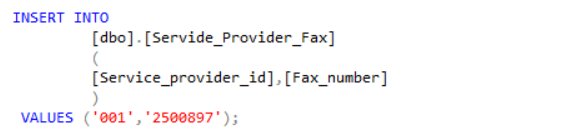 INSERT INTO
[dbo].[Servide_Provider_Fax]
(
[Service_provider_id],[Fax_number]
)
VALUES ('001','2500897');